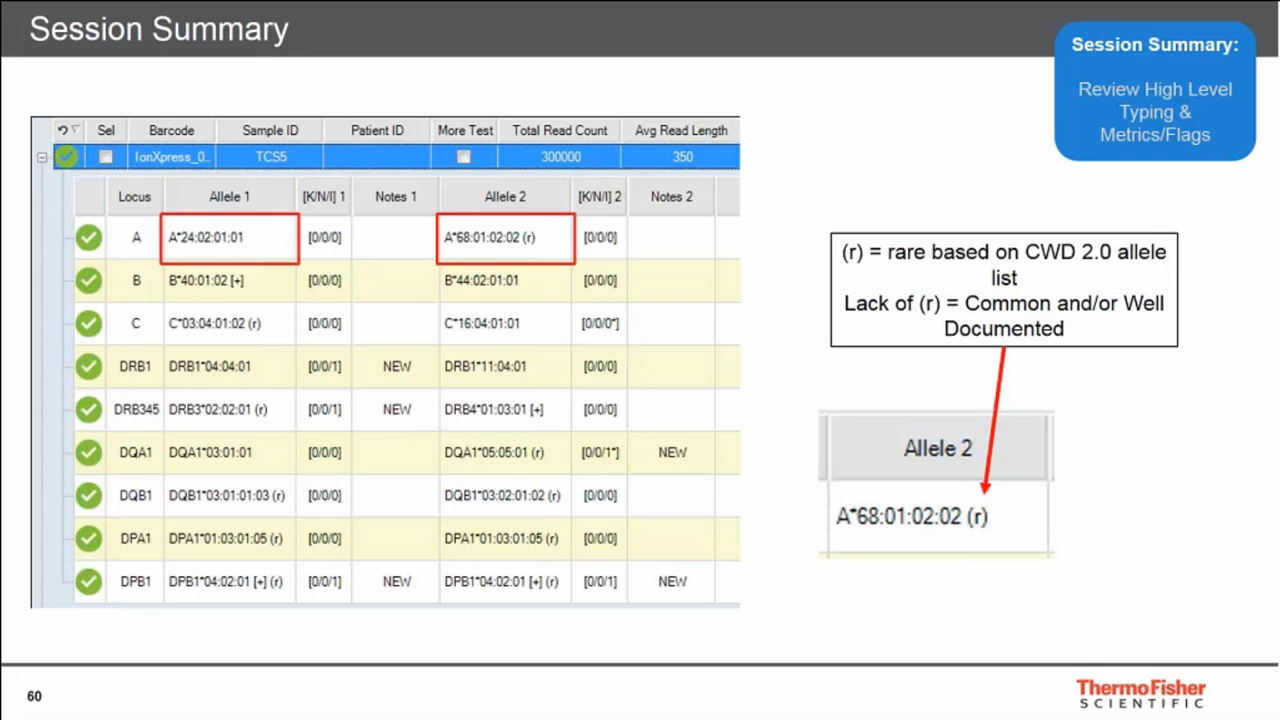 Session Summary
Session Summary:
Review High Level
Typing &
Metrics/Flags
Sel Barcode Sample ID Patient ID More Test Total Read Count Avg Read Length
IonXpress_0... TCS5 300000 350
Locus Allele 1 [K/N/I] 1 Notes 1 Allele 2 [K/N/I] 2 Notes 2
A A*24:02:01:01 [0/0/0] A*68:01:02:02 (r) [0/0/0]
B B*40:01:02 [+] [0/0/0] B*44:02:01:01 [0/0/0]
C C*03:04:01:02 (r) [0/0/0] C*16:04:01:01 [0/0/0*]
DRB1 DRB1*04:04:01 [0/0/1] NEW DRB1*11:04:01 [0/0/0]
DRB345 DRB3*02:02:01 (r) [0/0/1] NEW DRB4*01:03:01 [+] [0/0/0]
DQA1 DQA1*03:01:01 [0/0/0] DQA1*05:05:01 (r) [0/0/1*] NEW
DQB1 DQB1*03:01:01:03 (r) [0/0/0] DQB1*03:02:01:02 (r) [0/0/0]
DPA1 DPA1*01:03:01:05 (r) [0/0/0] DPA1*01:03:01:05 (r) [0/0/0]
DPB1 DPB1*04:02:01 [+] (r) [0/0/1] NEW DPB1*04:02:01 [+] (r) [0/0/1] NEW
(r) = rare based on CWD 2.0 allele
list
Lack of (r) = Common and/or Well
Documented
Allele 2
A*68:01:02:02 (r)
60
ThermoFisher
SCIENTIFIC